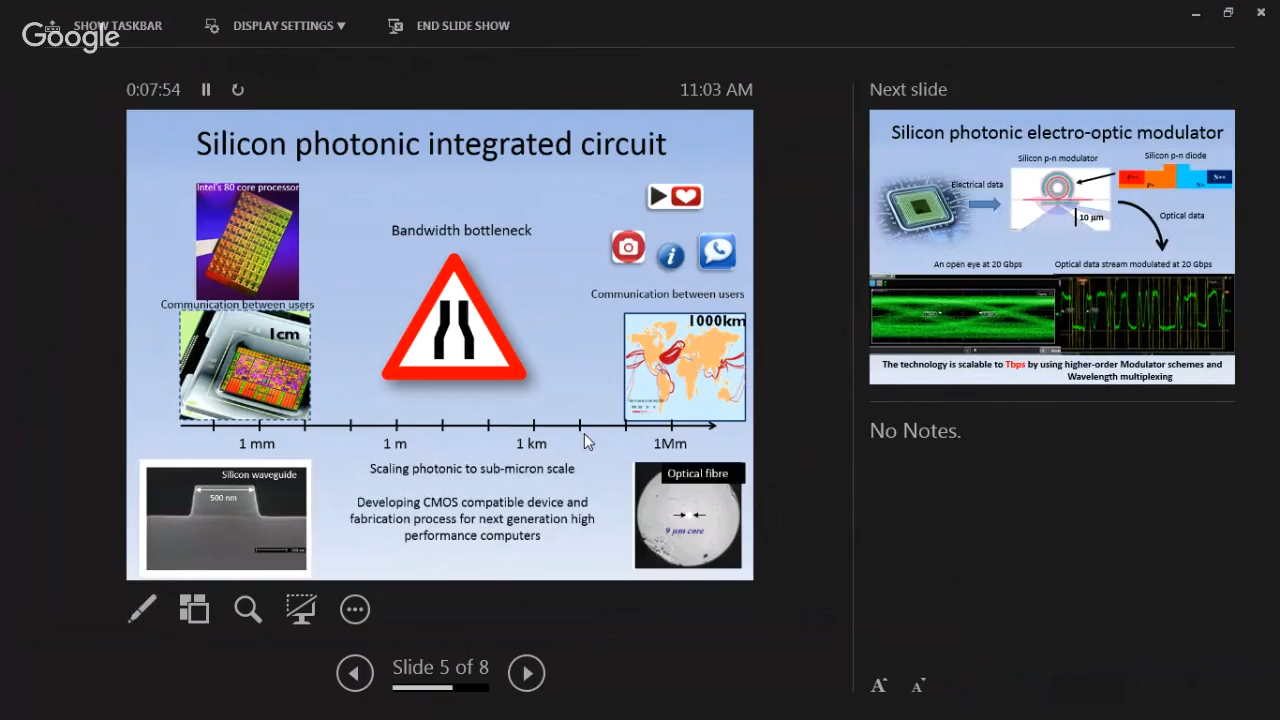 SHOW TASKBAR
DISPLAY SETTINGS ▼
END SLIDE SHOW
Google
0:07:54
11:03 AM
Silicon photonic integrated circuit
Intel's 80 core processor
Bandwidth bottleneck
Communication between users
1cm
Communication between users
1000km
1 mm
1 m
1 km
1Mm
Silicon waveguide
500 nm
Scaling photonic to sub-micron scale
Developing CMOS compatible device and
fabrication process for next generation high
performance computers
Optical fibre
9 µm core
Slide 5 of 8
Next slide
Silicon photonic electro-optic modulator
Silicon p-n modulator
Silicon p-n diode
Electrical data
P++
P+
N+
N++
10 µm
Optical data
An open eye at 20 Gbps
Optical data stream modulated at 20 Gbps
The technology is scalable to Tbps by using higher-order Modulator schemes and
Wavelength multiplexing
No Notes.
A
A